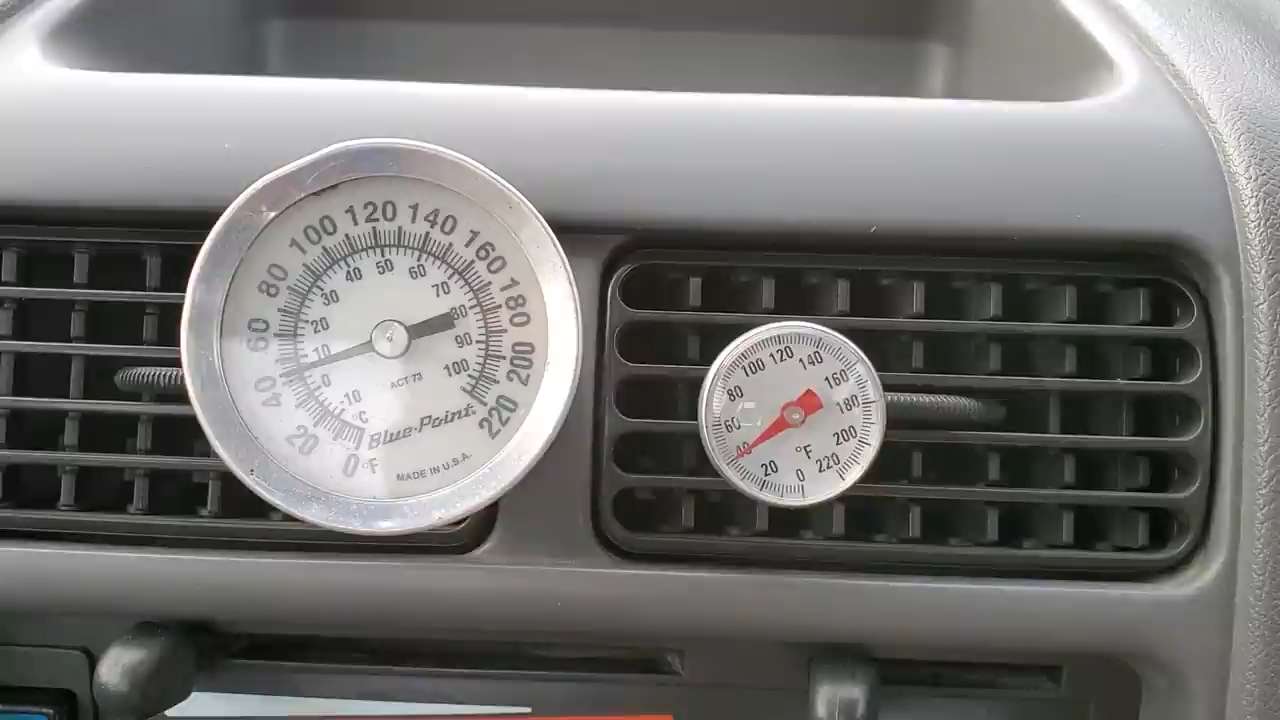 0 20 40 60 80 100 120 140 160 180 200 220
°F
-10 0 10 20 30 40 50 60 70 80 90 100
°C
ACT 73
Blue-Point.
MADE IN U.S.A.
0 20 40 60 80 100 120 140 160 180 200 220
°F